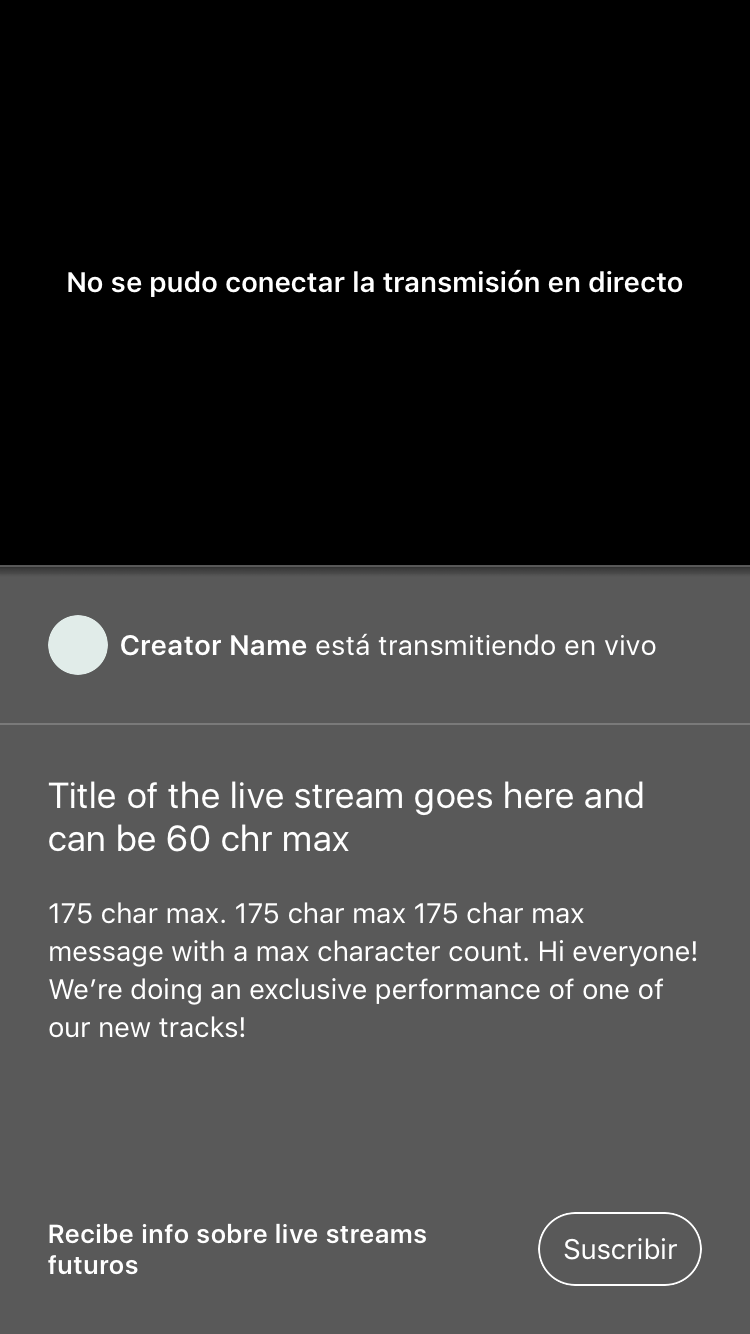 No se pudo conectar la transmisión en directo
Creator Name está transmitiendo en vivo
Title of the live stream goes here and
can be 60 chr max
175 char max. 175 char max 175 char max
message with a max character count. Hi everyone!
We’re doing an exclusive performance of one of
our new tracks!
Recibe info sobre live streams
futuros
Suscribir